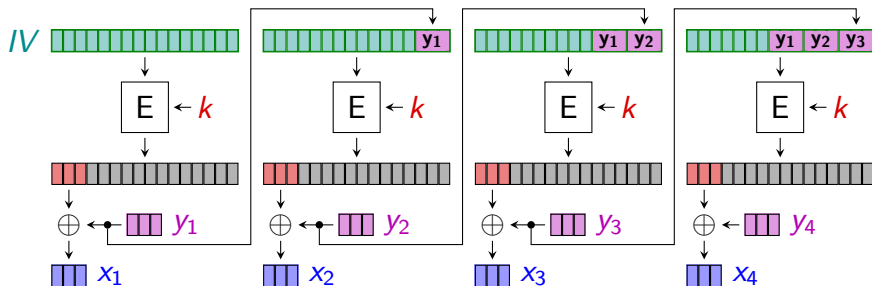 IV y₁ y₁ y₂ y₁ y₂ y₃
E k E k E k E k
y₁ y₂ y₃ y₄
x₁ x₂ x₃ x₄